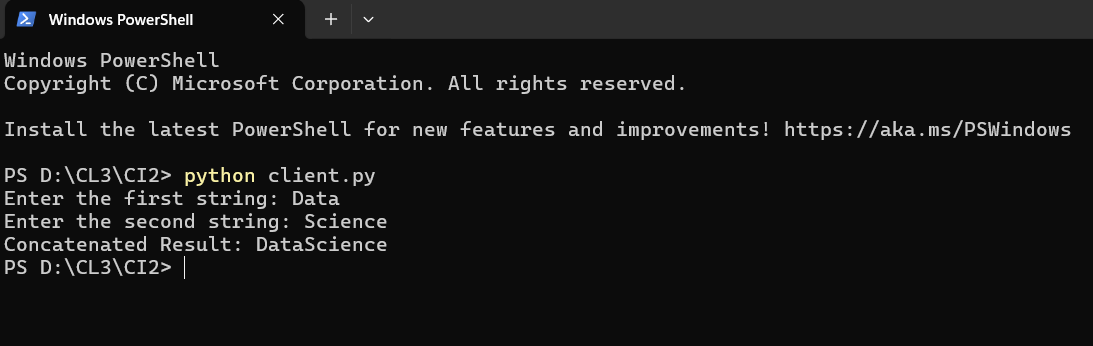 Windows PowerShell
Windows PowerShell
Copyright (C) Microsoft Corporation. All rights reserved.
Install the latest PowerShell for new features and improvements! https://aka.ms/PSWindows
PS D:\CL3\CI2> python client.py
Enter the first string: Data
Enter the second string: Science
Concatenated Result: DataScience
PS D:\CL3\CI2>